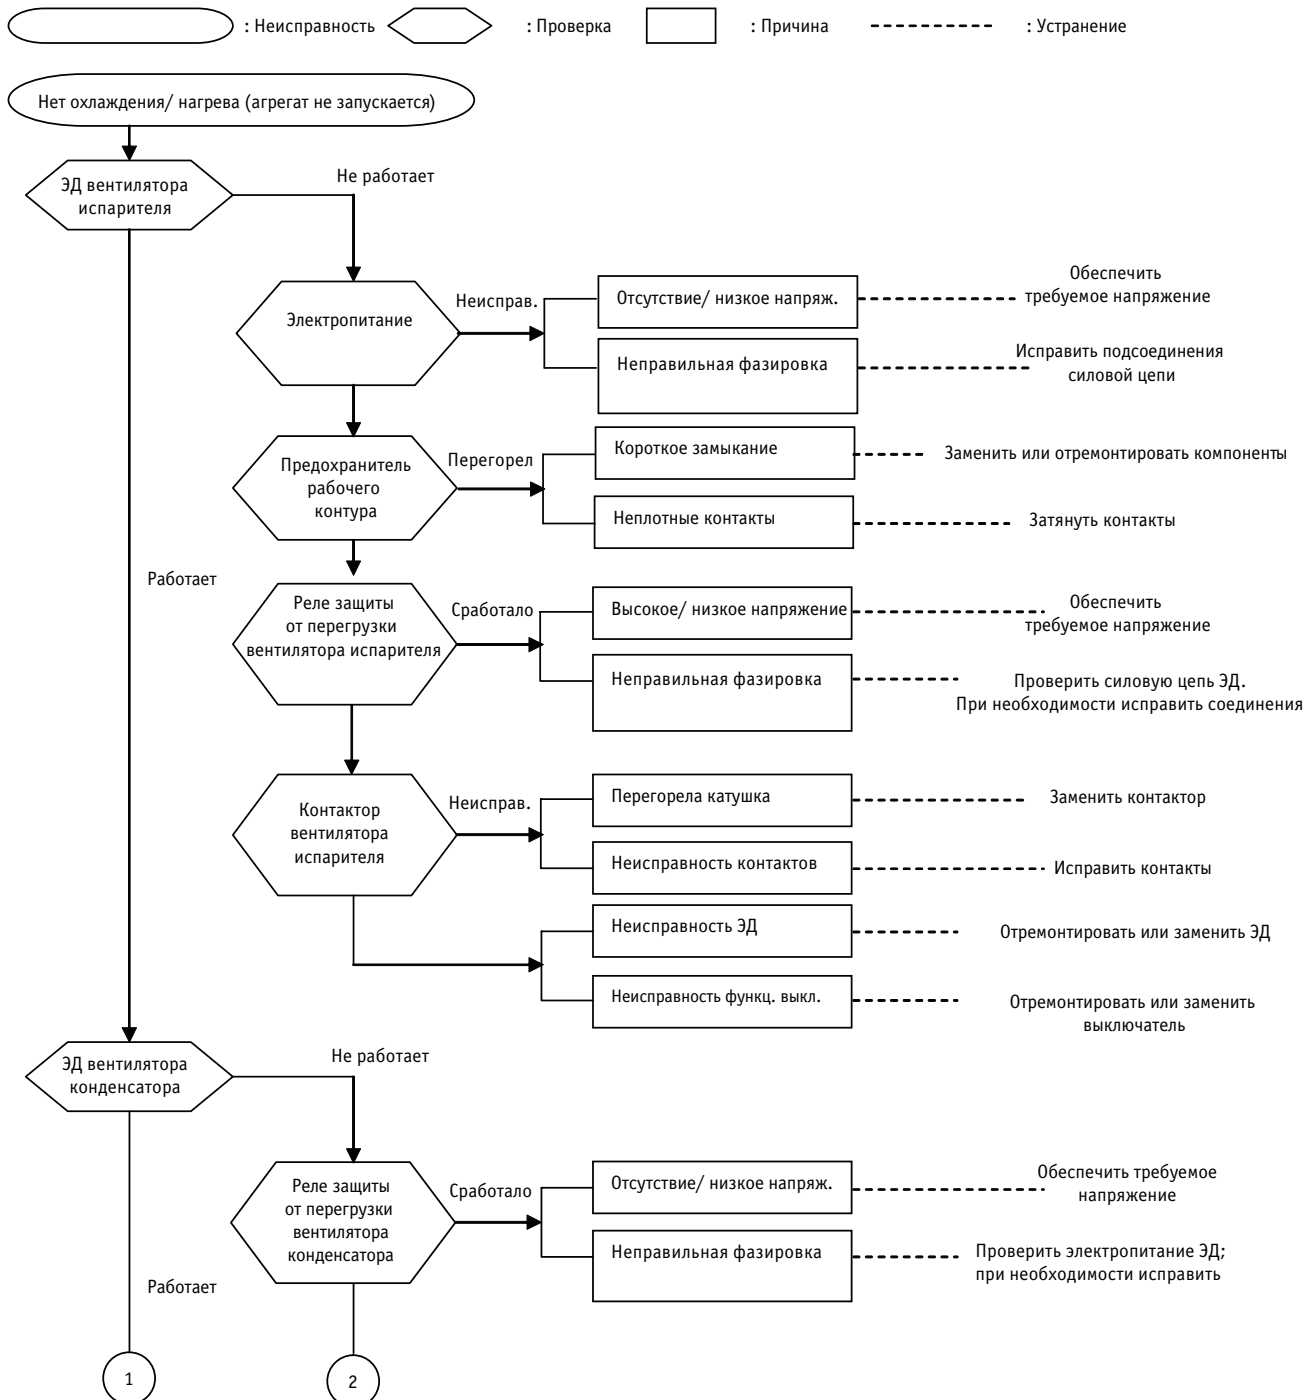 : Неисправность
: Проверка
: Причина
: Устранение
Нет охлаждения/ нагрева (агрегат не запускается)
ЭД вентилятора
испарителя
Не работает
Электропитание
Неисправ.
Отсутствие/ низкое напряж.
Обеспечить
требуемое напряжение
Неправильная фазировка
Исправить подсоединения
силовой цепи
Предохранитель
рабочего
контура
Перегорел
Короткое замыкание
Заменить или отремонтировать компоненты
Неплотные контакты
Затянуть контакты
Работает
Реле защиты
от перегрузки
вентилятора испарителя
Сработало
Высокое/ низкое напряжение
Обеспечить
требуемое напряжение
Неправильная фазировка
Проверить силовую цепь ЭД.
При необходимости исправить соединения
Контактор
вентилятора
испарителя
Неисправ.
Перегорела катушка
Заменить контактор
Неисправность контактов
Исправить контакты
Неисправность ЭД
Отремонтировать или заменить ЭД
Неисправность функц. выкл.
Отремонтировать или заменить
выключатель
ЭД вентилятора
конденсатора
Не работает
Реле защиты
от перегрузки
вентилятора
конденсатора
Сработало
Отсутствие/ низкое напряж.
Обеспечить требуемое
напряжение
Неправильная фазировка
Проверить электропитание ЭД;
при необходимости исправить
Работает
1
2